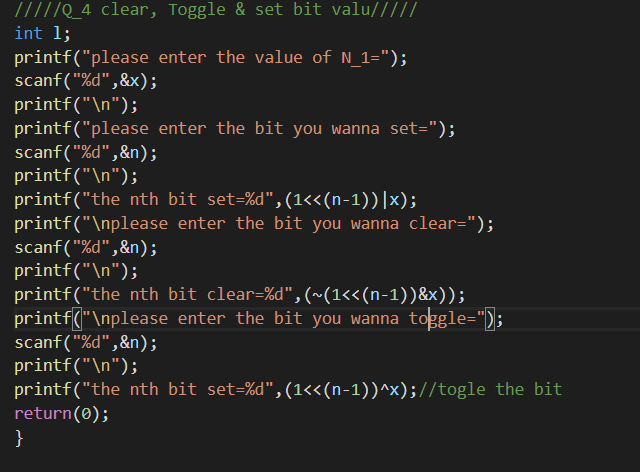 /////Q_4 clear, Toggle & set bit valu/////
int l;
printf("please enter the value of N_1=");
scanf("%d",&x);
printf("\n");
printf("please enter the bit you wanna set=");
scanf("%d",&n);
printf("\n");
printf("the nth bit set=%d",(1<<(n-1))|x);
printf("\nplease enter the bit you wanna clear=");
scanf("%d",&n);
printf("\n");
printf("the nth bit clear=%d",(~(1<<(n-1))&x));
printf("\nplease enter the bit you wanna toggle=");
scanf("%d",&n);
printf("\n");
printf("the nth bit set=%d",(1<<(n-1))^x);//togle the bit
return(0);
}